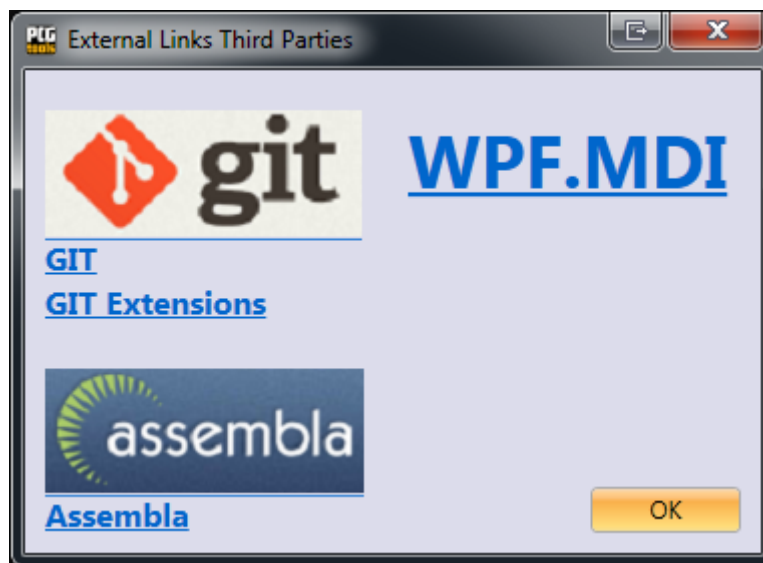 PCG tools External Links Third Parties
git
WPF.MDI
GIT
GIT Extensions
assembla
Assembla
OK